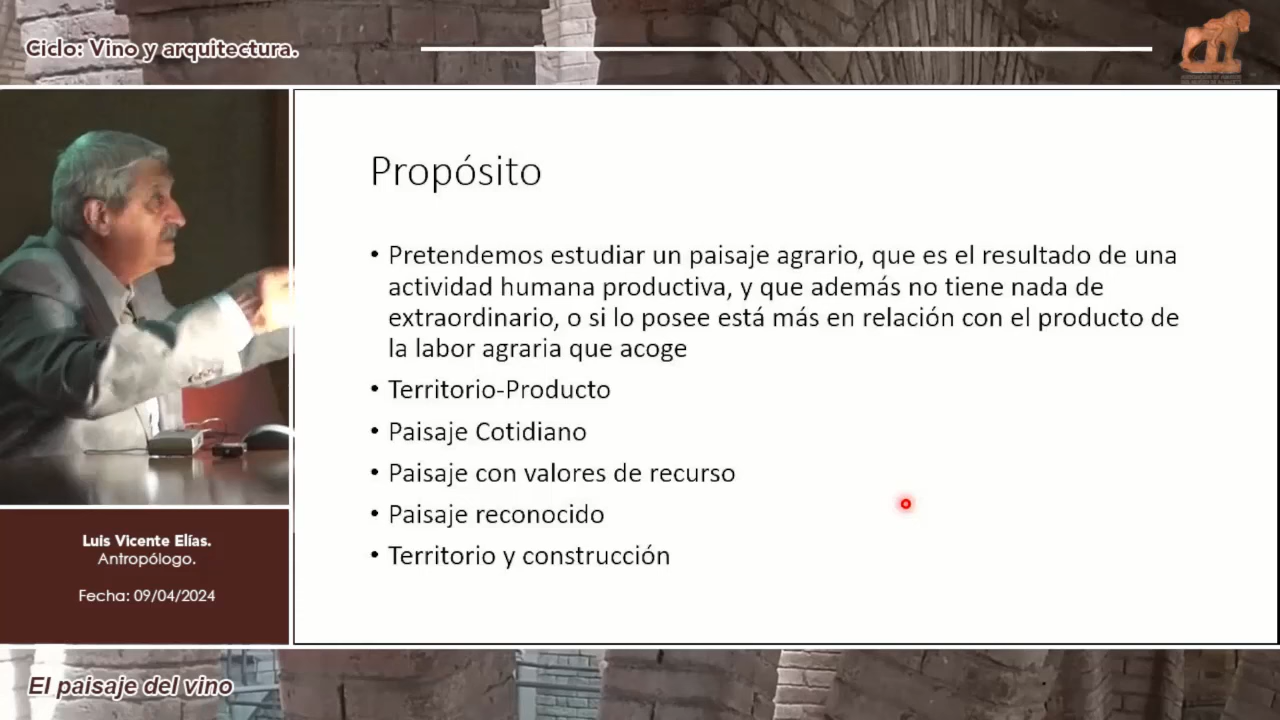 Ciclo: Vino y arquitectura.
Propósito
• Pretendemos estudiar un paisaje agrario, que es el resultado de una
actividad humana productiva, y que además no tiene nada de
extraordinario, o si lo posee está más en relación con el producto de
la labor agraria que acoge
• Territorio-Producto
• Paisaje Cotidiano
• Paisaje con valores de recurso
• Paisaje reconocido
• Territorio y construcción
Luis Vicente Elías.
Antropólogo.
Fecha: 09/04/2024
El paisaje del vino